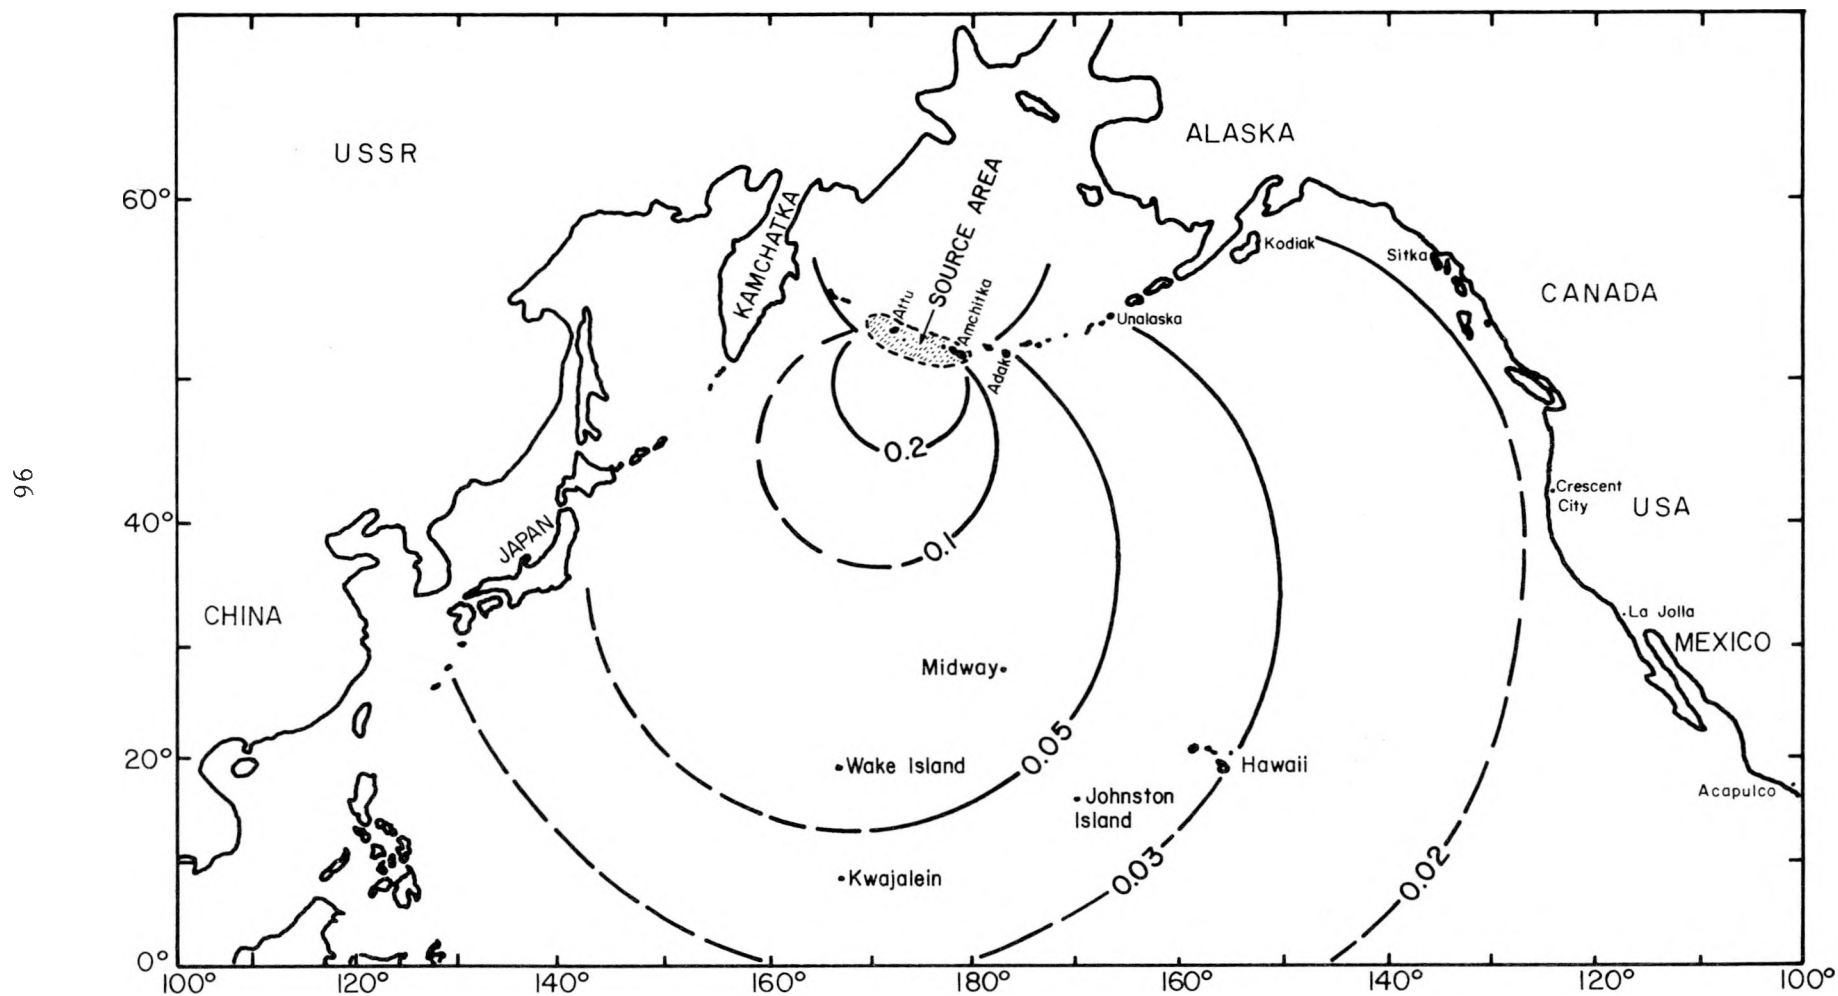 USSR
ALASKA
60°
KAMCHATKA
SOURCE AREA
Attu
Amchitka
Adak
Unalaska
Kodiak
Sitka
CANADA
0.2
96
Crescent
City
USA
40°
JAPAN
0.1
CHINA
La Jolla
MEXICO
Midway
0.05
20°
Wake Island
Hawaii
Johnston
Island
Acapulco
Kwajalein
0.03
0.02
0°
100° 120° 140° 160° 180° 160° 140° 120° 100°